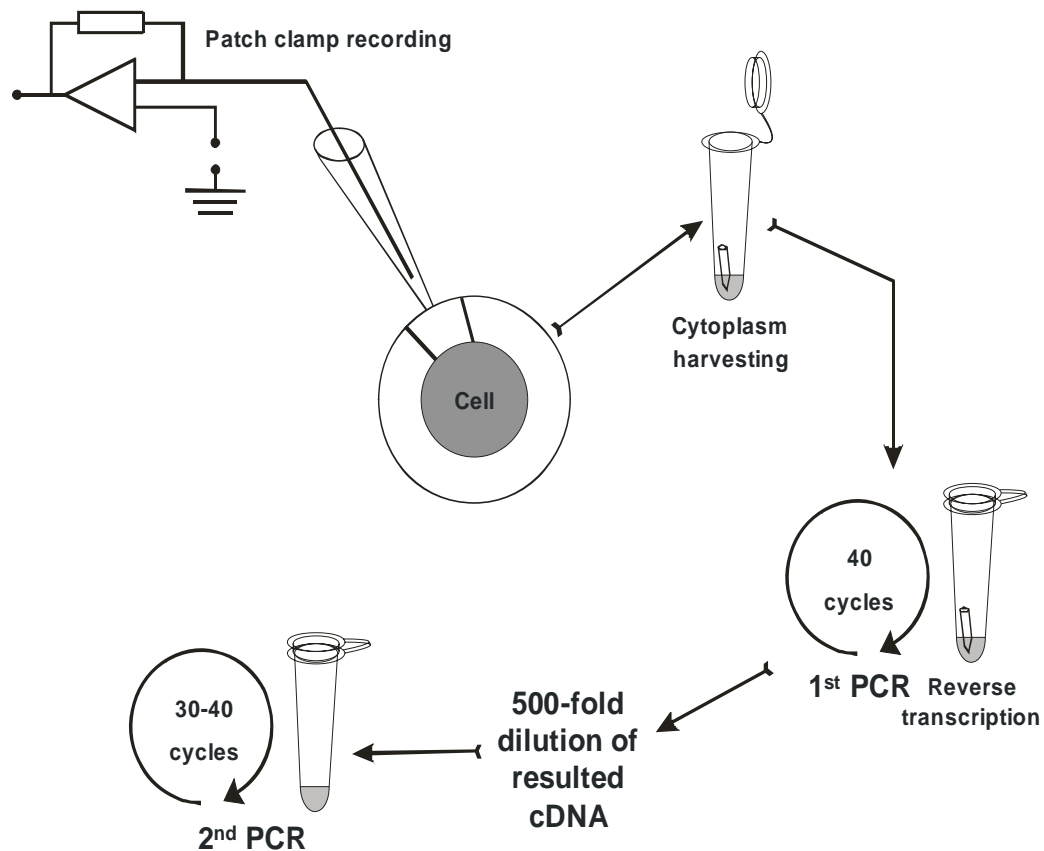 Patch clamp recording
Cytoplasm
harvesting
Cell
40
cycles
1st PCR
Reverse
transcription
500-fold
dilution of
resulted
cDNA
30-40
cycles
2nd PCR